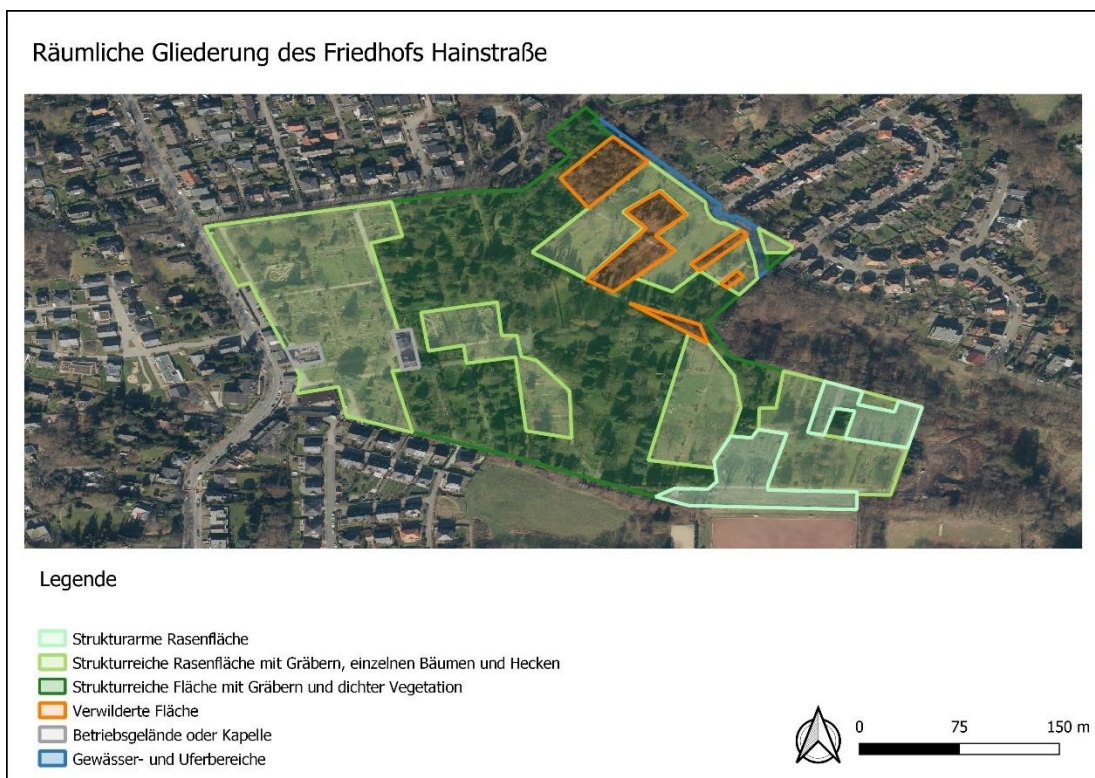 Räumliche Gliederung des Friedhofs Hainstraße
Legende
Strukturarme Rasenfläche
Strukturreiche Rasenfläche mit Gräbern, einzelnen Bäumen und Hecken
Strukturreiche Fläche mit Gräbern und dichter Vegetation
Verwilderte Fläche
Betriebsgelände oder Kapelle
Gewässer- und Uferbereiche
0 75 150 m